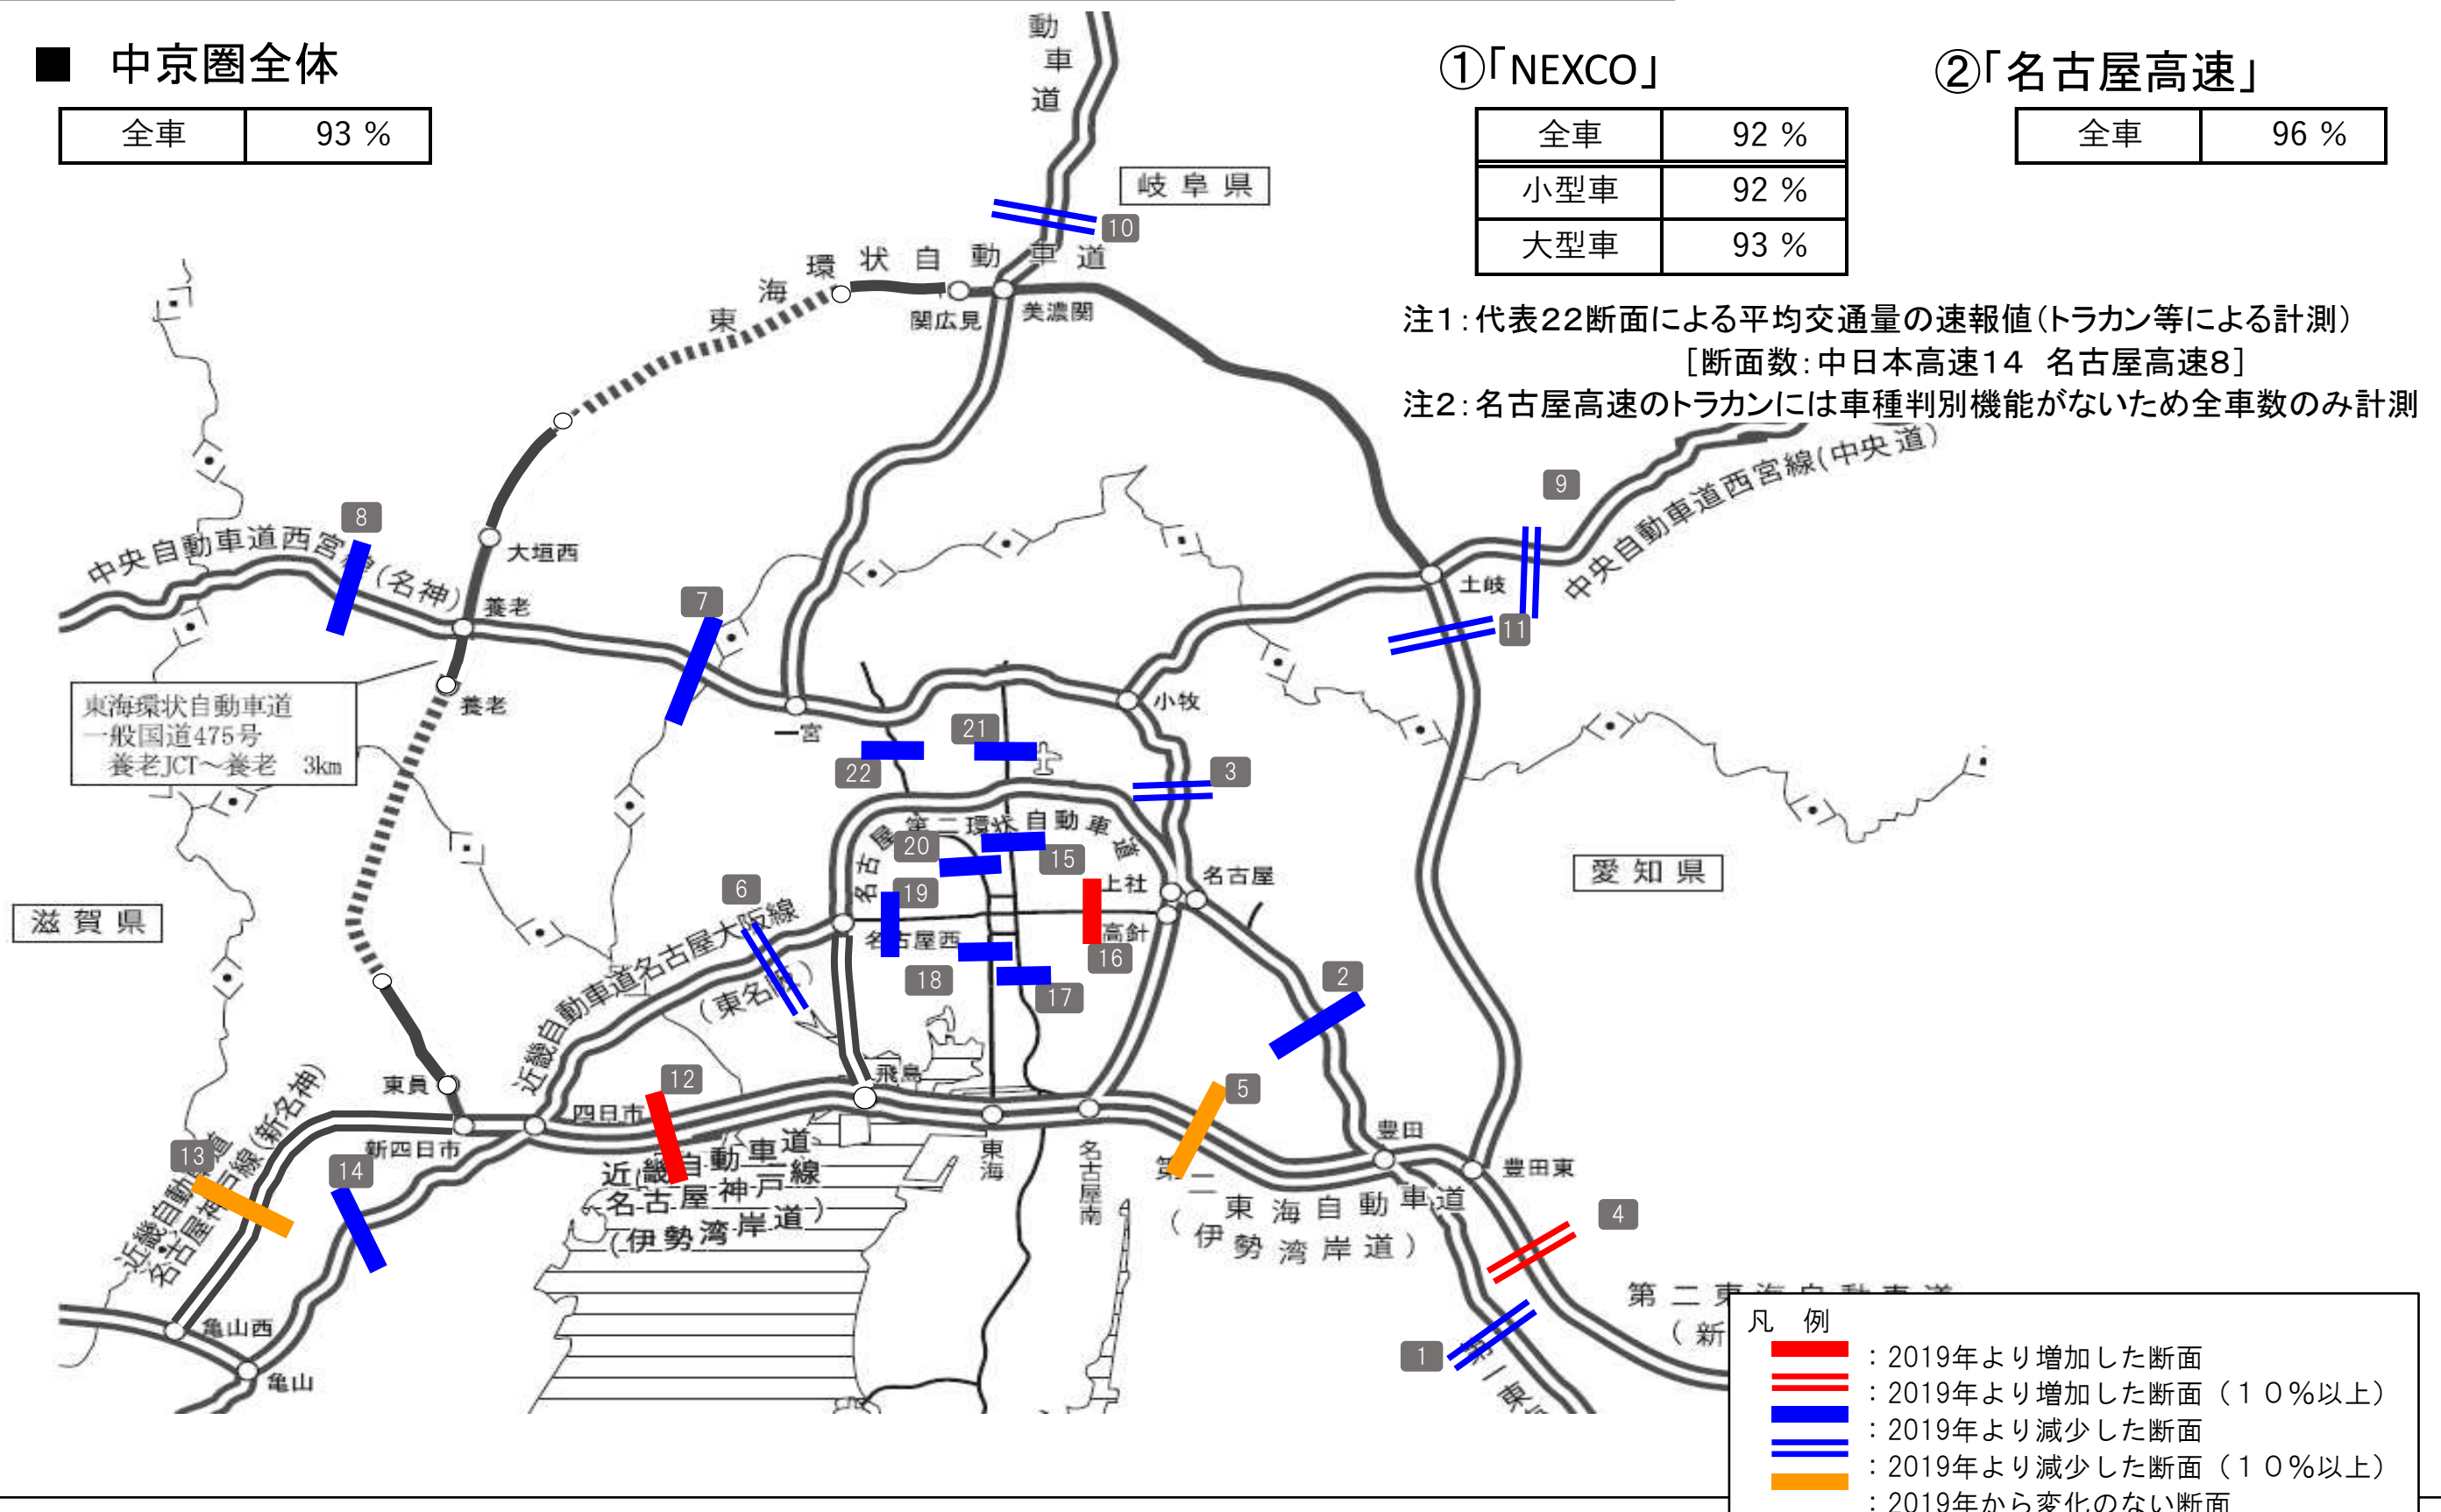 ■ 中京圏全体
全車 93 %
①「NEXCO」
全車 92 %
小型車 92 %
大型車 93 %
②「名古屋高速」
全車 96 %
注1：代表22断面による平均交通量の速報値(トラカン等による計測)
[断面数：中日本高速14 名古屋高速8]
注2：名古屋高速のトラカンには車種判別機能がないため全車数のみ計測
動車道
岐阜県
10
東海環状自動車道
関広見
美濃関
9
中央自動車道西宮線(中央道)
8
中央自動車道西宮線(名神)
大垣西
養老
7
土岐
11
東海環状自動車道
一般国道475号
養老JCT～養老 3km
養老
一宮
小牧
21
22
3
名古屋第二環状自動車道
20
15
19
上社
名古屋
愛知県
6
滋賀県
近畿自動車道名古屋大阪線
(東名阪)
名古屋西
高針
16
18
17
2
東員
12
飛島
5
四日市
新四日市
13
14
近畿自動車道
名古屋神戸線(新名神)
近畿自動車道
名古屋神戸線
(伊勢湾岸道)
東海
名古屋南
豊田
豊田東
第二東海自動車道
(伊勢湾岸道)
4
亀山西
亀山
1
第一東
第二東海自動車道
(新
凡 例
：2019年より増加した断面
：2019年より増加した断面（１０%以上）
：2019年より減少した断面
：2019年より減少した断面（１０%以上）
：2019年から変化のない断面